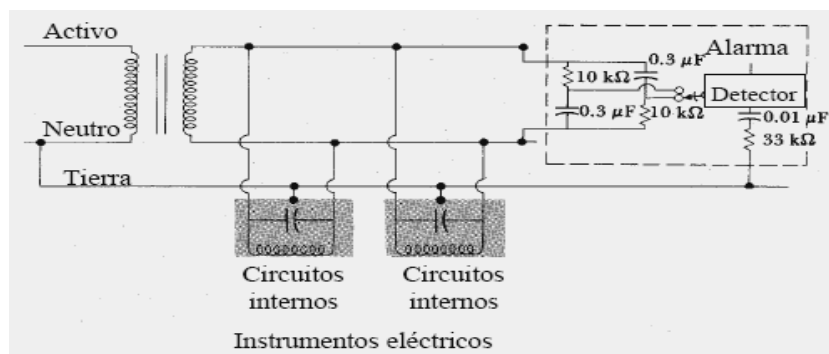 Activo
Neutro
Tierra
0.3 µF
10 kΩ
0.3 µF
10 kΩ
Alarma
Detector
0.01 µF
33 kΩ
Circuitos
internos
Circuitos
internos
Instrumentos eléctricos